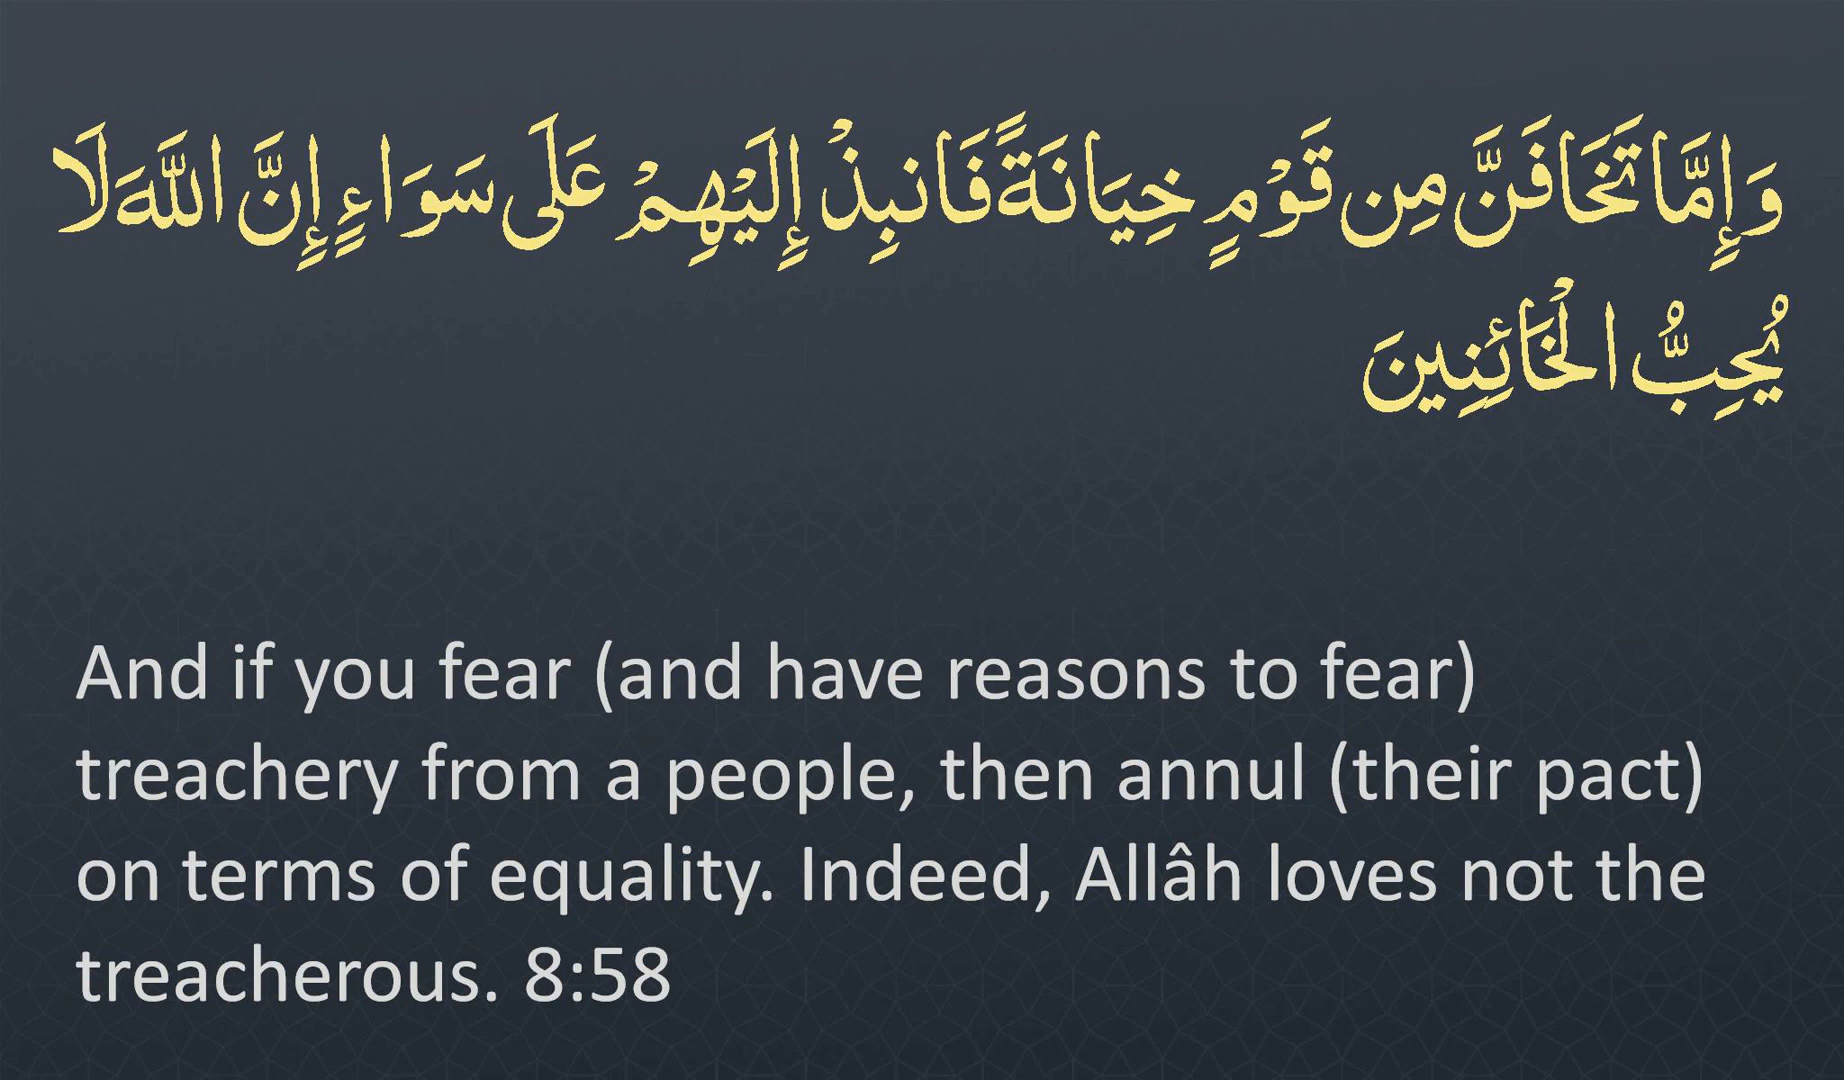 وَإِمَّا تَخَافَنَّ مِن قَوْمٍ خِيَانَةً فَانبِذْ إِلَيْهِمْ عَلَى سَوَاءٍ إِنَّ اللَّهَ لَا
يُحِبُّ الْخَائِنِينَ
And if you fear (and have reasons to fear)
treachery from a people, then annul (their pact)
on terms of equality. Indeed, Allâh loves not the
treacherous. 8:58